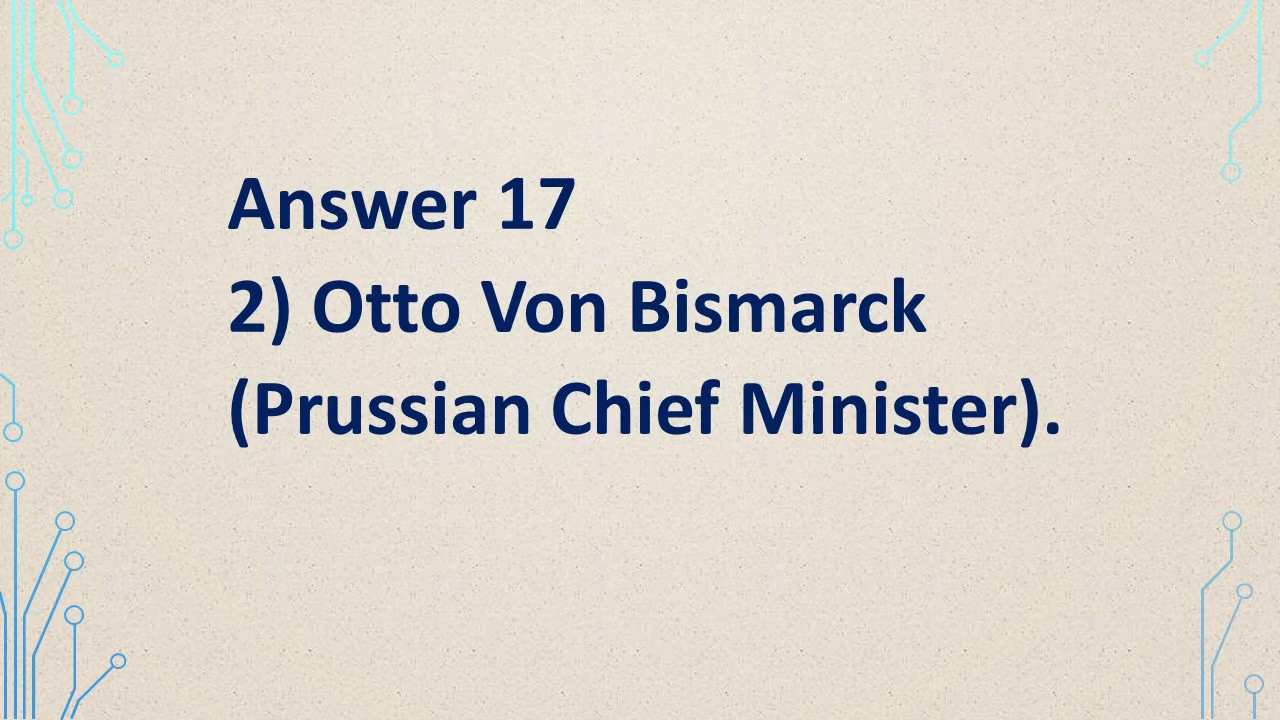 Answer 17
2) Otto Von Bismarck
(Prussian Chief Minister).